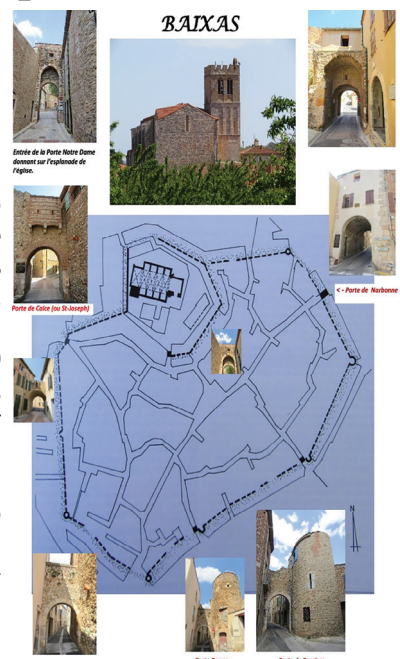 BAIXAS
Entrée de la Porte Notre Dame
donnant sur l'esplanade de
l'église.
< - Porte de Narbonne
Porte de Caice (ou St-Joseph)
N